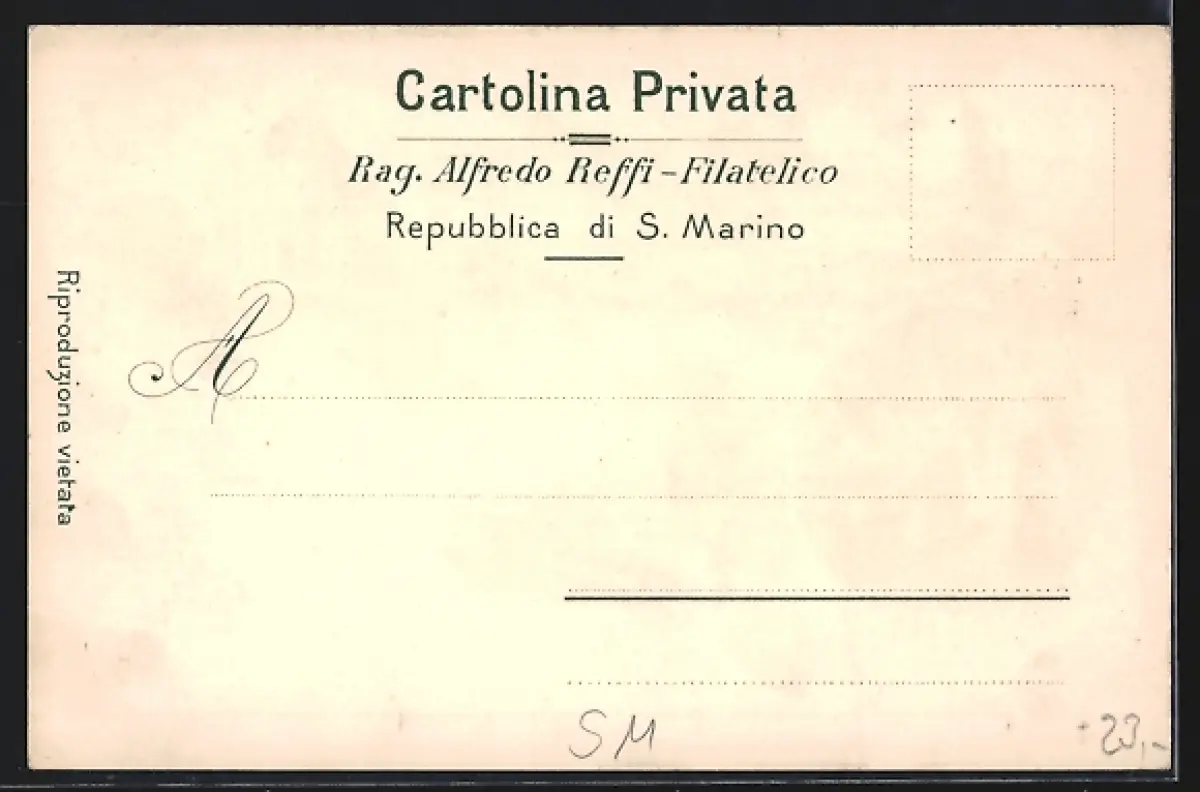 Cartolina Privata
Rag. Alfredo Reffi - Filatelico
Repubblica di S. Marino
Riproduzione vietata
A
SM
23,-